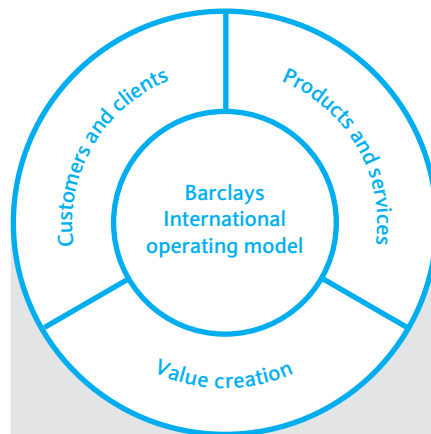 Customers and clients
Products and services
Barclays
International
operating model
Value creation